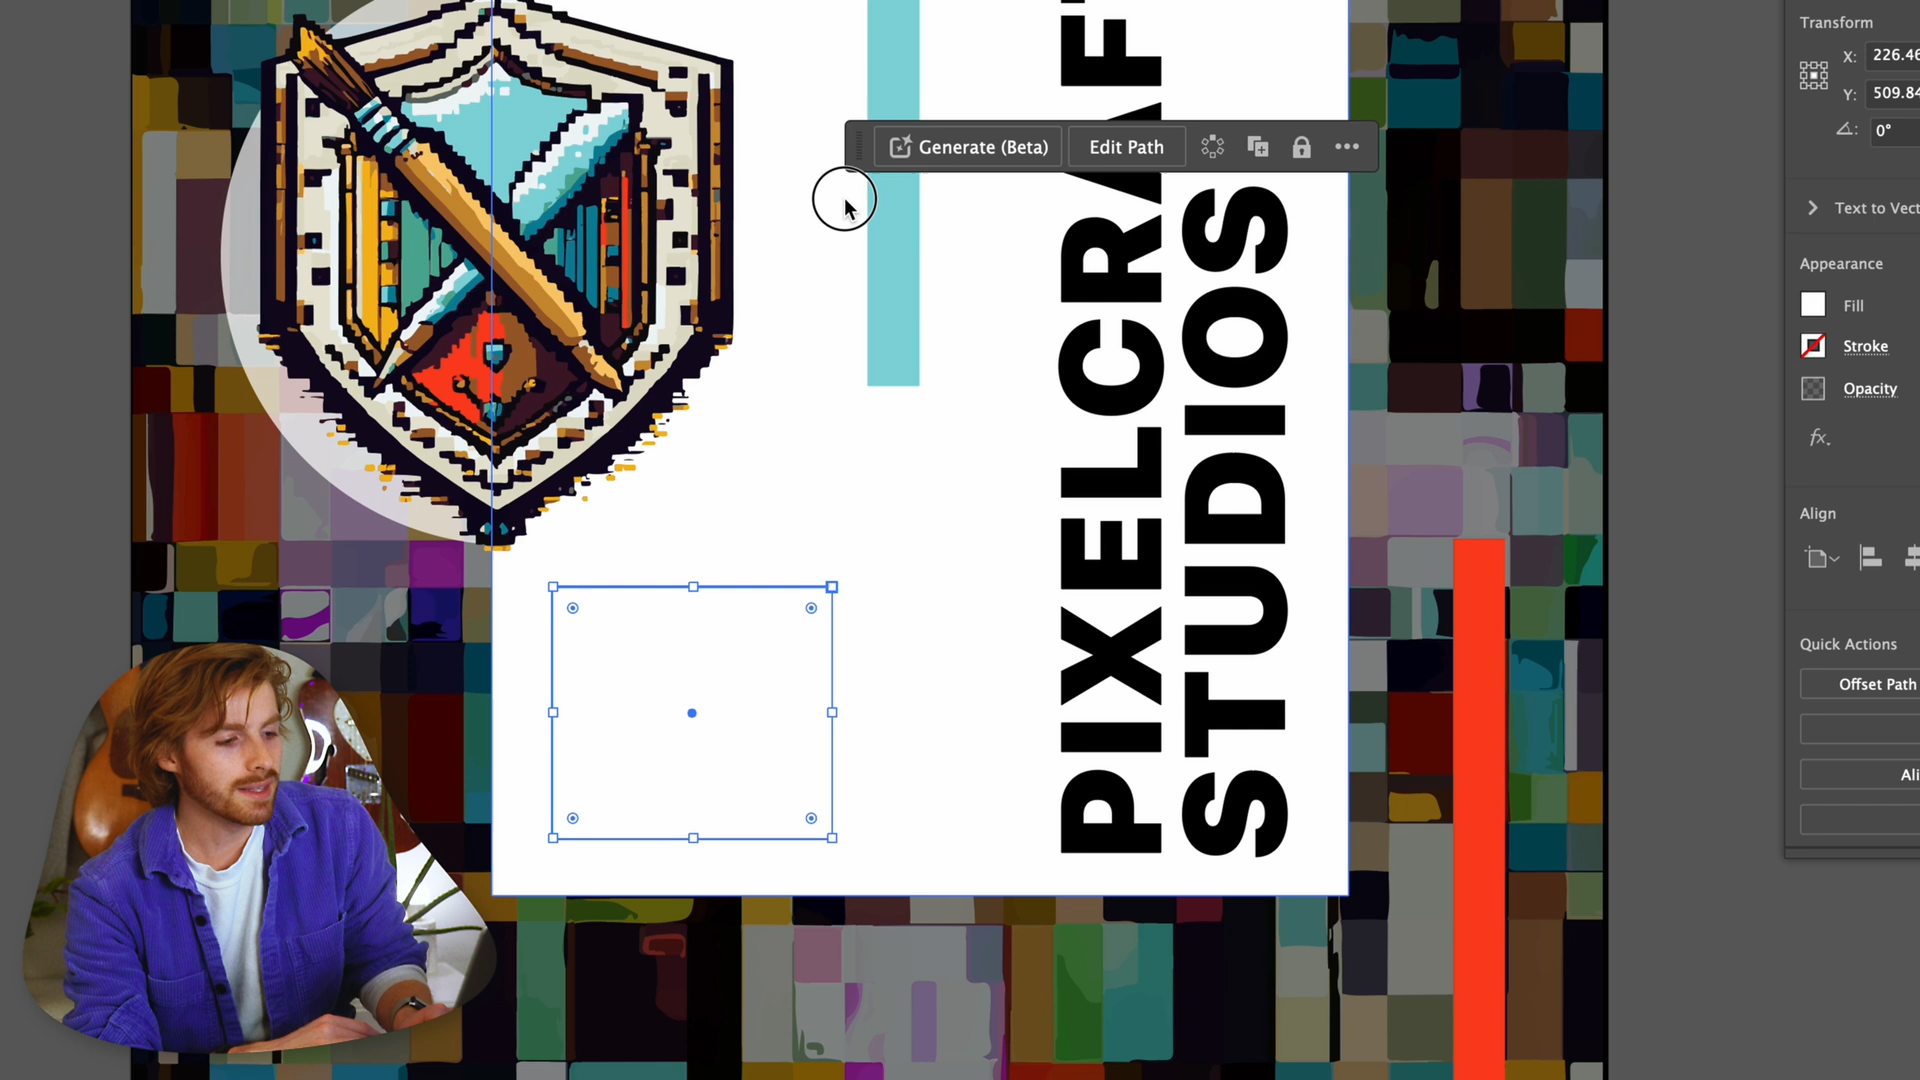 Transform
X: 226.46
Y: 509.84
0°
Generate (Beta)
Edit Path
Text to Vect
Appearance
Fill
Stroke
Opacity
fx.
Align
Quick Actions
Offset Path
Ali
PIXELCRAFT
STUDIOS